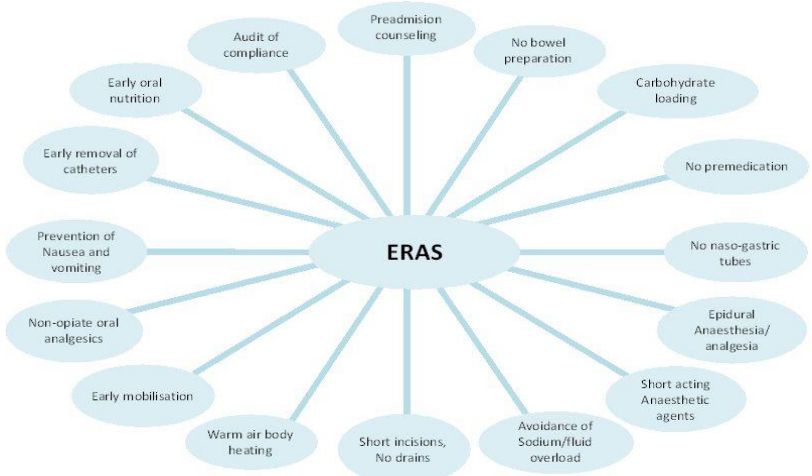 Preadmision
counseling
No bowel
preparation
Carbohydrate
loading
No premedication
No naso-gastric
tubes
Epidural
Anaesthesia/
analgesia
Short acting
Anaesthetic
agents
Avoidance of
Sodium/fluid
overload
Short incisions,
No drains
Warm air body
heating
Early mobilisation
Non-opiate oral
analgesics
Prevention of
Nausea and
vomiting
Early removal of
catheters
Early oral
nutrition
Audit of
compliance
ERAS